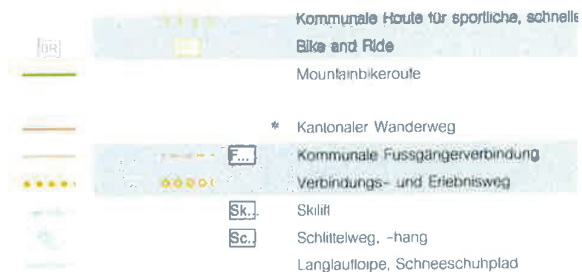 Kommunale Route für sportliche, schnelle
BR Bike and Ride
Mountainbikeroute
* Kantonaler Wanderweg
F... Kommunale Fussgängerverbindung
Verbindungs- und Erlebnisweg
Sk... Skilift
Sc... Schlittelweg, -hang
Langlaufloipe, Schneeschuhpfad